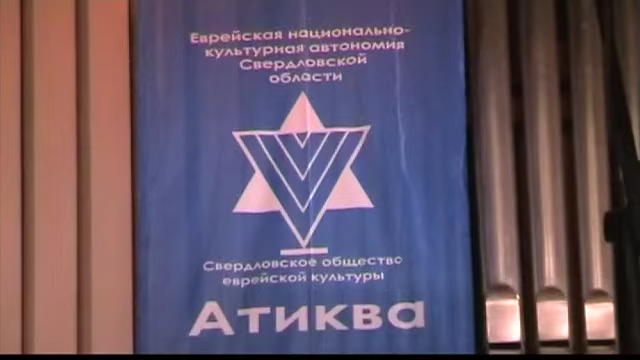 Еврейская национально-
культурная автономия
Свердловской
области
Свердловское общество
еврейской культуры
Атиква